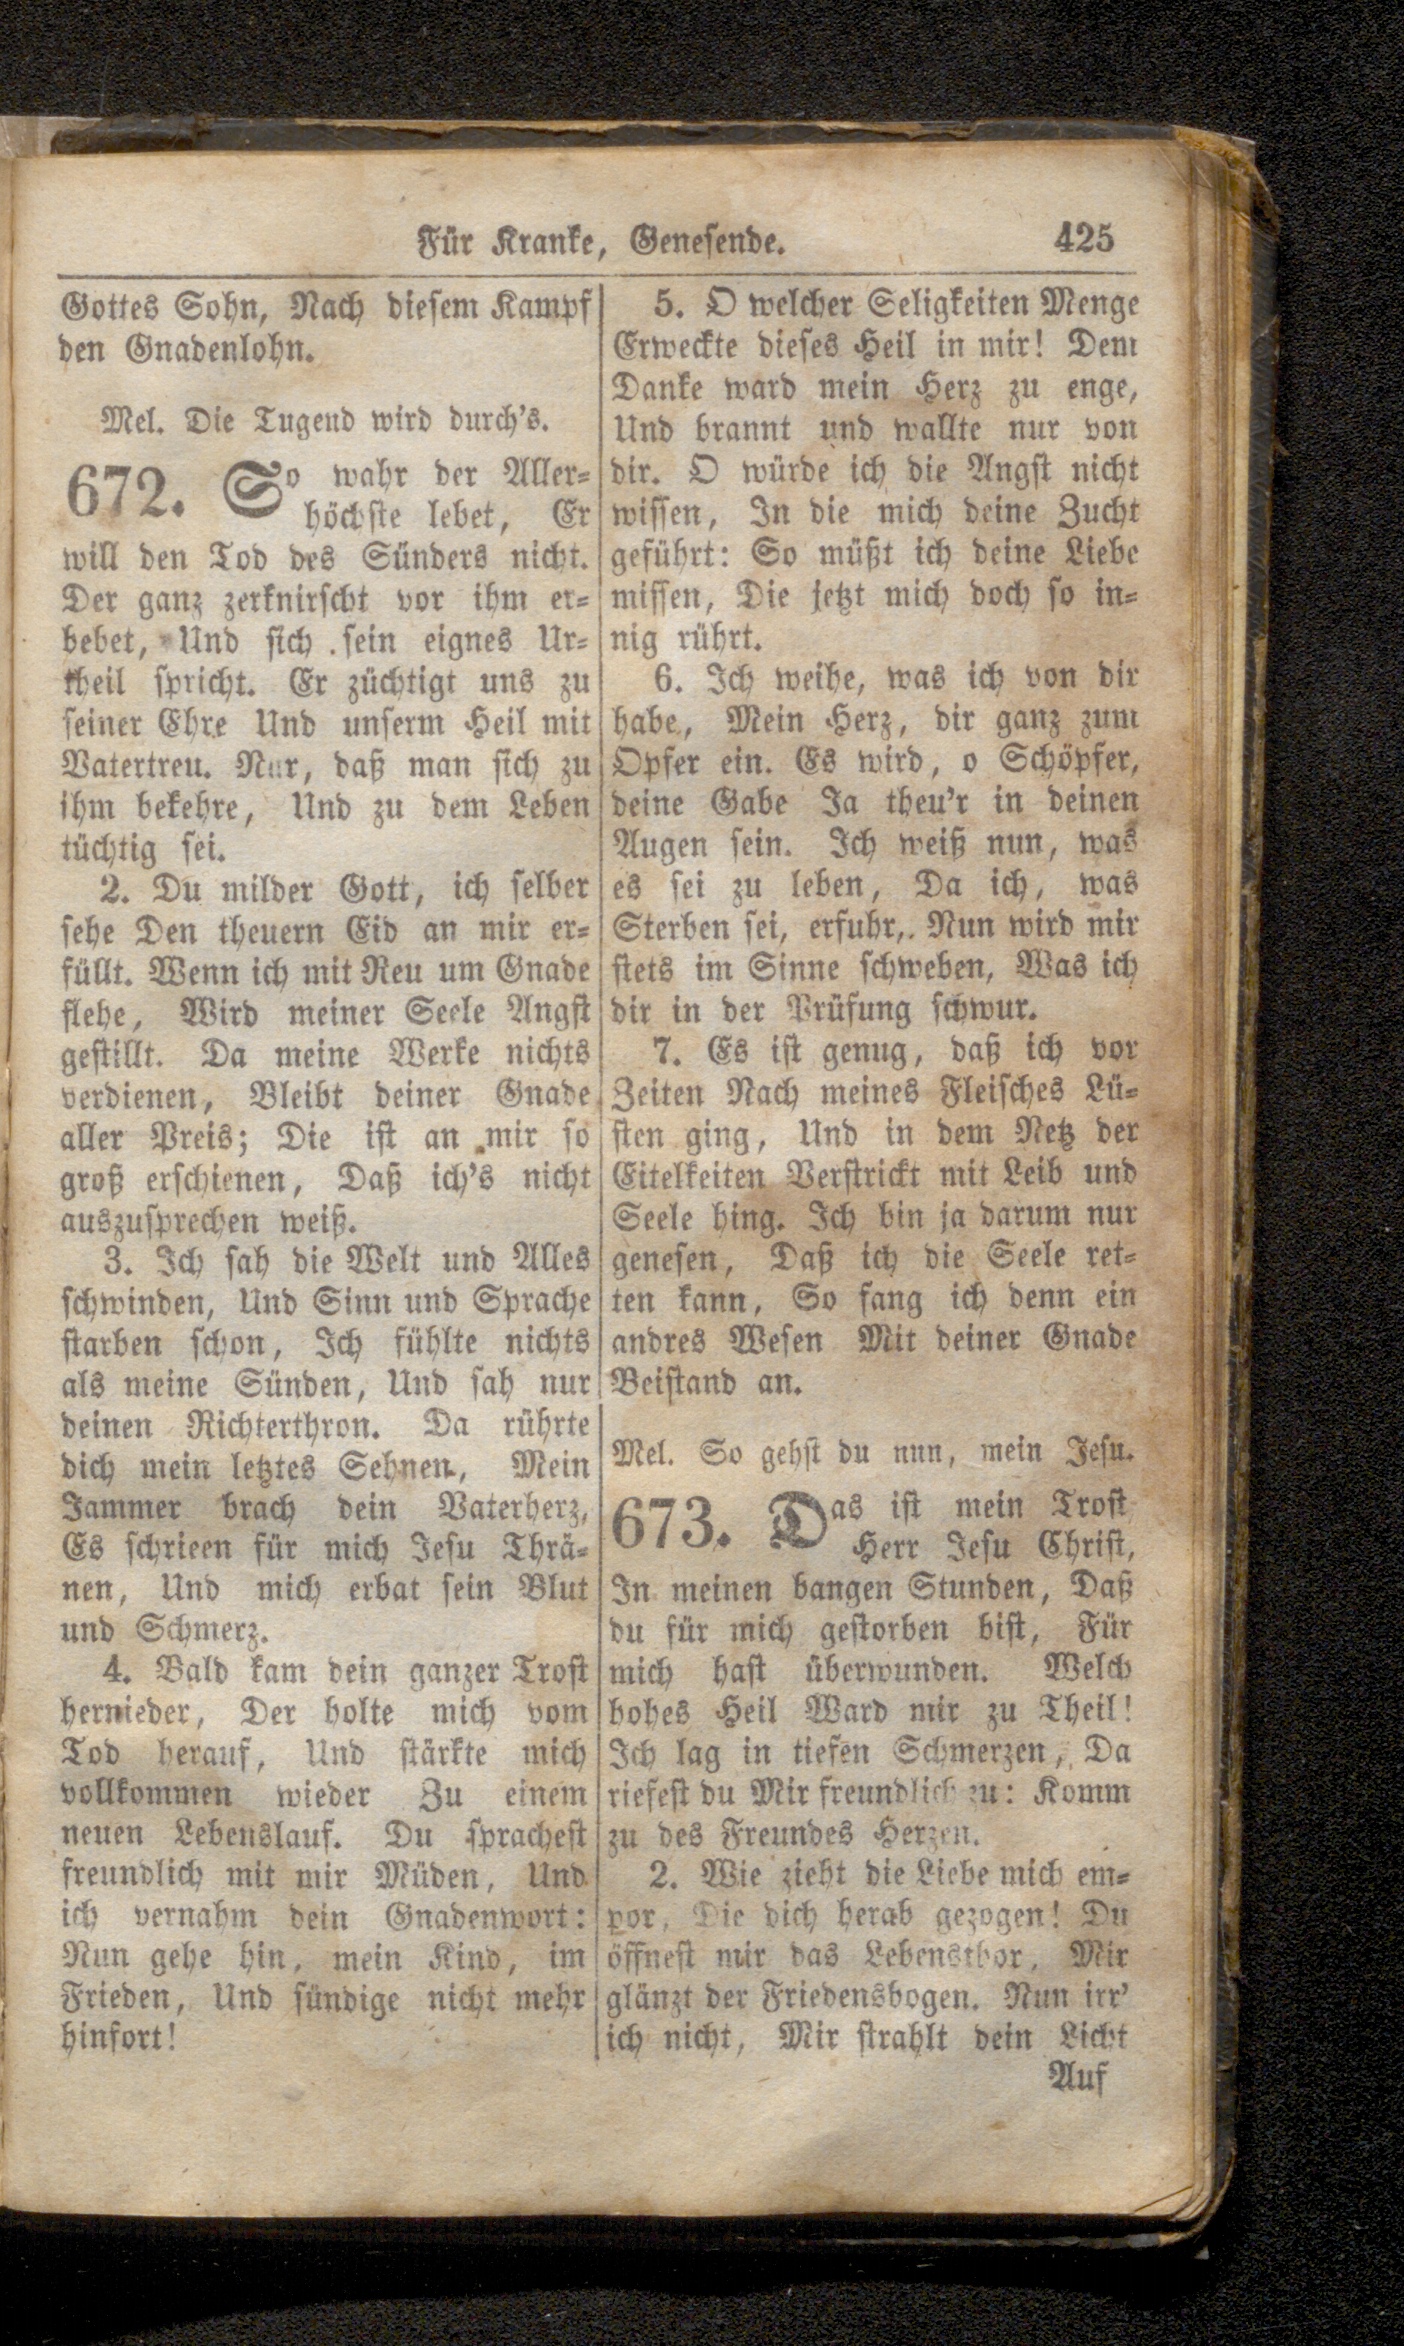 Für Kranke, Genesende. 425
Gottes Sohn, Nach diesem Kampf
den Gnadenlohn.
Mel. Die Tugend wird durch's.
672. So wahr der Aller-
höchste lebet, Er
will den Tod des Sünders nicht.
Der ganz zerknirscht vor ihm er-
bebet, Und sich sein eignes Ur-
theil spricht. Er züchtigt uns zu
seiner Ehre Und unserm Heil mit
Vatertreu. Nur, daß man sich zu
ihm bekehre, Und zu dem Leben
tüchtig sei.
2. Du milder Gott, ich selber
sehe Den theuern Eid an mir er-
füllt. Wenn ich mit Reu um Gnade
flehe, Wird meiner Seele Angst
gestillt. Da meine Werke nichts
verdienen, Bleibt deiner Gnade
aller Preis; Die ist an mir so
groß erschienen, Daß ich's nicht
auszusprechen weiß.
3. Ich sah die Welt und Alles
schwinden, Und Sinn und Sprache
starben schon, Ich fühlte nichts
als meine Sünden, Und sah nur
deinen Richterthron. Da rührte
dich mein letztes Sehnen, Mein
Jammer brach dein Vaterherz,
Es schrieen für mich Jesu Thrä-
nen, Und mich erbat sein Blut
und Schmerz.
4. Bald kam dein ganzer Trost
hernieder, Der holte mich vom
Tod herauf, Und stärkte mich
vollkommen wieder Zu einem
neuen Lebenslauf. Du sprachest
freundlich mit mir Müden, Und
ich vernahm dein Gnadenwort:
Nun gehe hin, mein Kind, im
Frieden, Und sündige nicht mehr
hinfort!
5. O welcher Seligkeiten Menge
Erweckte dieses Heil in mir! Dem
Danke ward mein Herz zu enge,
Und brannt und wallte nur von
dir. O würde ich die Angst nicht
wissen, In die mich deine Zucht
geführt: So müßt ich deine Liebe
missen, Die jetzt mich doch so in-
nig rührt.
6. Ich weihe, was ich von dir
habe, Mein Herz, dir ganz zum
Opfer ein. Es wird, o Schöpfer,
deine Gabe Ja theu'r in deinen
Augen sein. Ich weiß nun, was
es sei zu leben, Da ich, was
Sterben sei, erfuhr,. Nun wird mir
stets im Sinne schweben, Was ich
dir in der Prüfung schwur.
7. Es ist genug, daß ich vor
Zeiten Nach meines Fleisches Lü-
sten ging, Und in dem Netz der
Eitelkeiten Verstrickt mit Leib und
Seele hing. Ich bin ja darum nur
genesen, Daß ich die Seele ret-
ten kann, So fang ich denn ein
andres Wesen Mit deiner Gnade
Beistand an.
Mel. So gehst du nun, mein Jesu.
673. Das ist mein Trost
Herr Jesu Christ,
In meinen bangen Stunden, Daß
du für mich gestorben bist, Für
mich hast überwunden. Welch
hohes Heil Ward mir zu Theil!
Ich lag in tiefen Schmerzen, Da
riefest du Mir freundlich zu: Komm
zu des Freundes Herzen.
2. Wie zieht die Liebe mich em-
por, Die dich herab gezogen! Du
öffnest mir das Lebensthor, Mir
glänzt der Friedensbogen. Nun irr'
ich nicht, Mir strahlt dein Licht
Auf